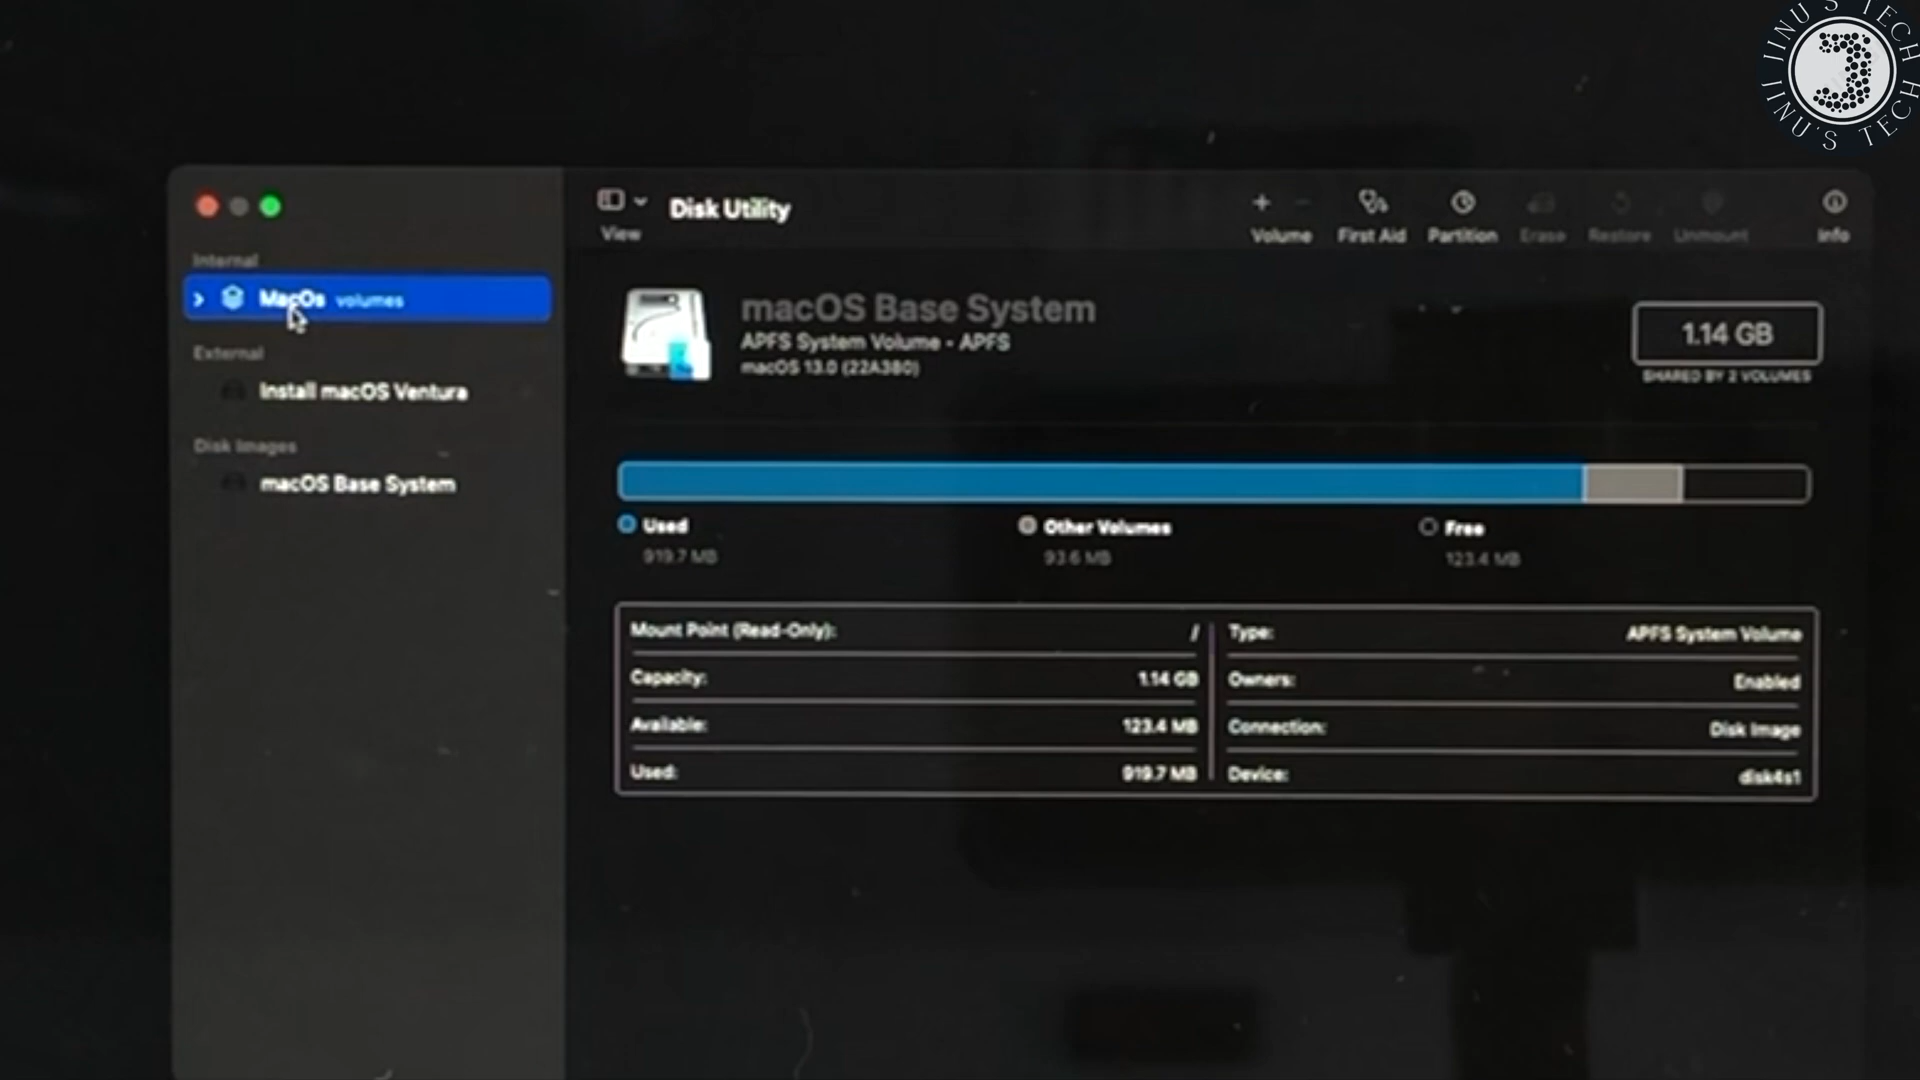 JINU'S TECH
JINU'S TECH
Disk Utility
View
Volume
First Aid
Partition
Erase
Restore
Unmount
Info
Internal
MacOs volumes
External
Install macOS Ventura
Disk Images
macOS Base System
macOS Base System
APFS System Volume - APFS
macOS 13.0 (22A380)
1.14 GB
SHARED BY 2 VOLUMES
Used
919.7 MB
Other Volumes
93.6 MB
Free
123.4 MB
Mount Point (Read-Only): /
Capacity: 1.14 GB
Available: 123.4 MB
Used: 919.7 MB
Type: APFS System Volume
Owners: Enabled
Connection: Disk Image
Device: disk4s1